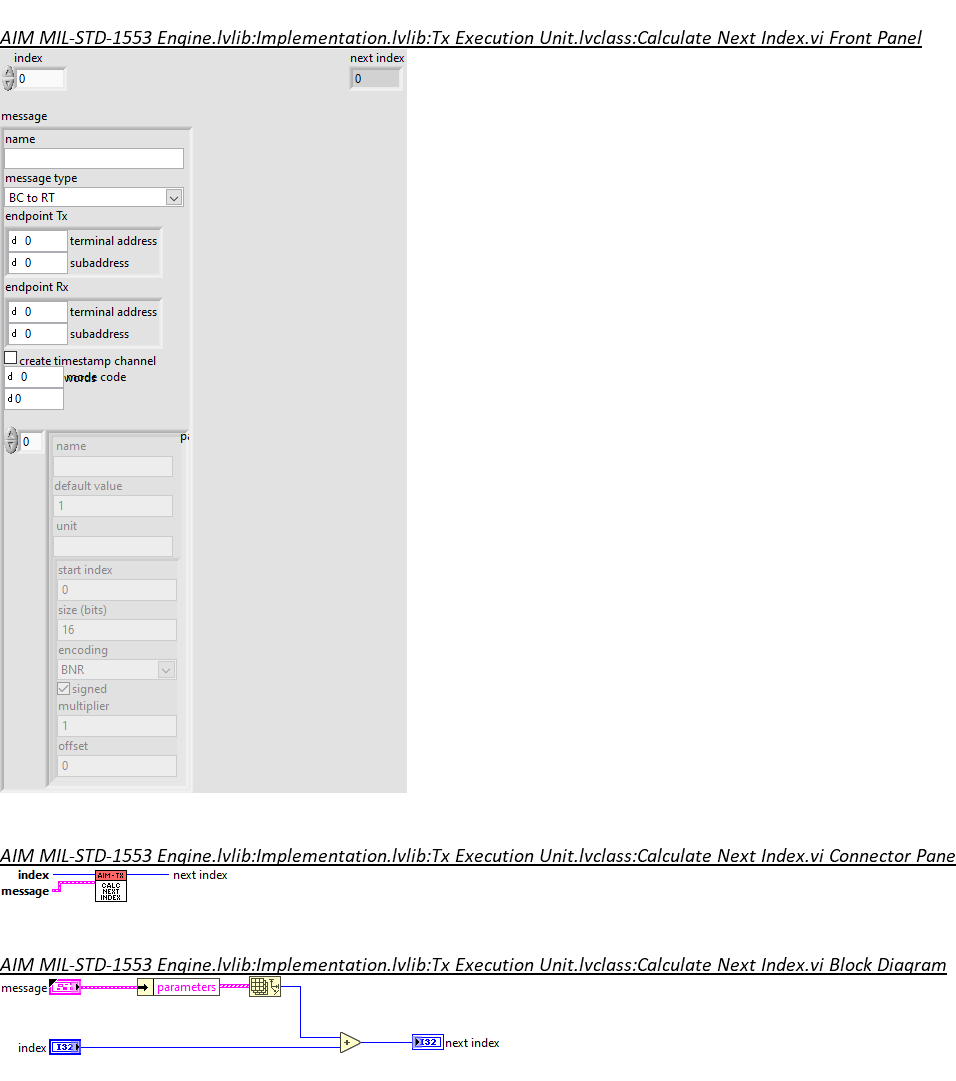 AIM MIL-STD-1553 Engine.lvlib:Implementation.lvlib:Tx Execution Unit.lvclass:Calculate Next Index.vi Front Panel
index next index
0 0
message
name
message type
BC to RT
endpoint Tx
d 0 terminal address
d 0 subaddress
endpoint Rx
d 0 terminal address
d 0 subaddress
create timestamp channel
d 0 mode code
words
d 0
0
name
default value
1
unit
start index
0
size (bits)
16
encoding
BNR
signed
multiplier
1
offset
0
AIM MIL-STD-1553 Engine.lvlib:Implementation.lvlib:Tx Execution Unit.lvclass:Calculate Next Index.vi Connector Pane
index AIM-TX next index
message CALC
NEXT
INDEX
AIM MIL-STD-1553 Engine.lvlib:Implementation.lvlib:Tx Execution Unit.lvclass:Calculate Next Index.vi Block Diagram
message parameters
index I32 + I32 next index